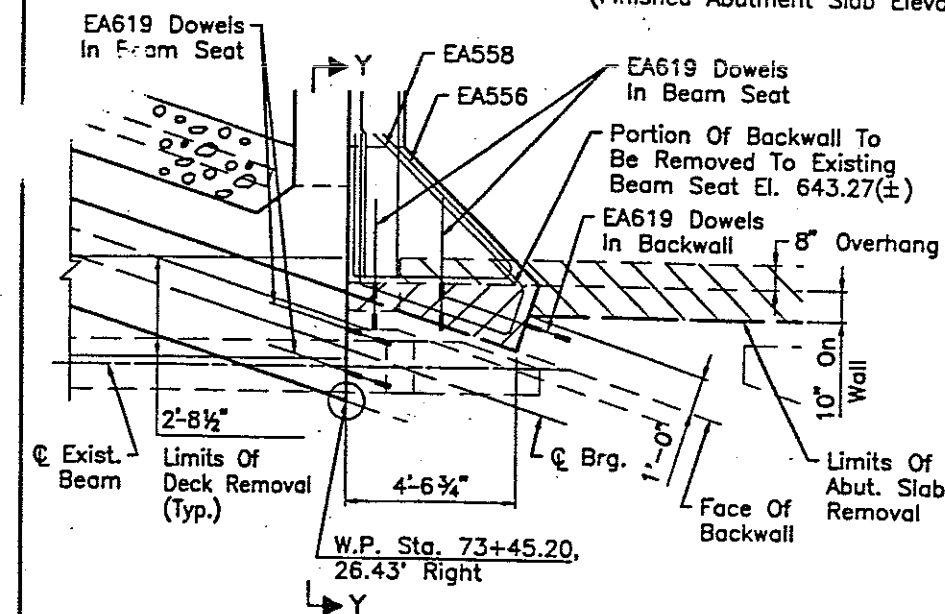 (Finished Abutment Slab Eleva
EA619 Dowels
In Beam Seat
Y
EA558
EA556
EA619 Dowels
In Beam Seat
Portion Of Backwall To
Be Removed To Existing
Beam Seat El. 643.27(±)
EA619 Dowels
In Backwall
8" Overhang
10" On
Wall
2'-8½"
℄ Exist.
Beam
Limits Of
Deck Removal
(Typ.)
4'-6¾"
℄ Brg.
1'-0"
Face Of
Backwall
Limits Of
Abut. Slab
Removal
W.P. Sta. 73+45.20,
26.43' Right
Y